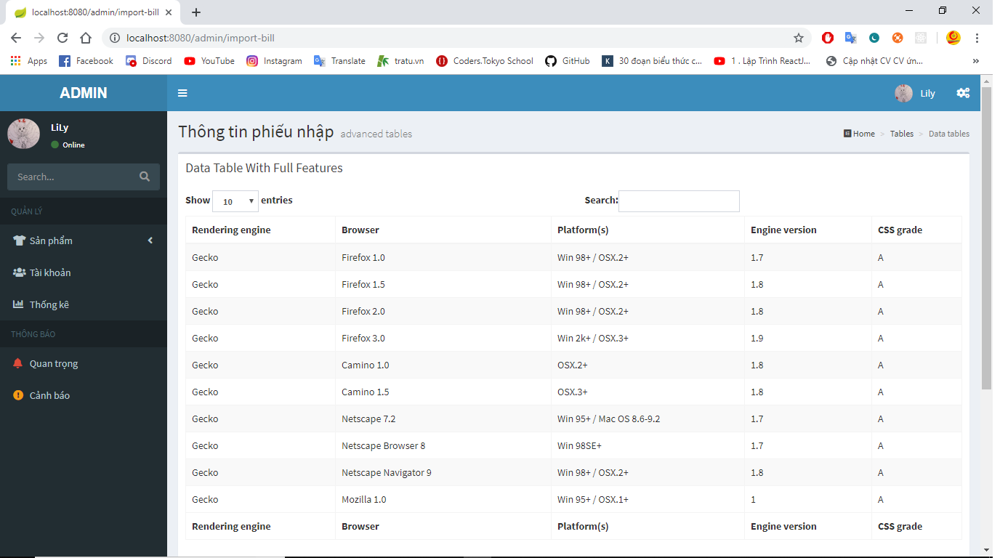 localhost:8080/admin/import-bill
localhost:8080/admin/import-bill
Apps Facebook Discord YouTube Instagram Translate tratu.vn Coders.Tokyo School GitHub K 30 đoạn biểu thức c... 1 . Lập Trình ReactJ... Cập nhật CV CV ứn... »
ADMIN Lily
LiLy
Online
Search...
QUẢN LÝ
Sản phẩm
Tài khoản
Thống kê
THÔNG BÁO
Quan trọng
Cảnh báo
Thông tin phiếu nhập advanced tables Home > Tables > Data tables
Data Table With Full Features
Show 10 entries Search:
Rendering engine Browser Platform(s) Engine version CSS grade
Gecko Firefox 1.0 Win 98+ / OSX.2+ 1.7 A
Gecko Firefox 1.5 Win 98+ / OSX.2+ 1.8 A
Gecko Firefox 2.0 Win 98+ / OSX.2+ 1.8 A
Gecko Firefox 3.0 Win 2k+ / OSX.3+ 1.9 A
Gecko Camino 1.0 OSX.2+ 1.8 A
Gecko Camino 1.5 OSX.3+ 1.8 A
Gecko Netscape 7.2 Win 95+ / Mac OS 8.6-9.2 1.7 A
Gecko Netscape Browser 8 Win 98SE+ 1.7 A
Gecko Netscape Navigator 9 Win 98+ / OSX.2+ 1.8 A
Gecko Mozilla 1.0 Win 95+ / OSX.1+ 1 A
Rendering engine Browser Platform(s) Engine version CSS grade